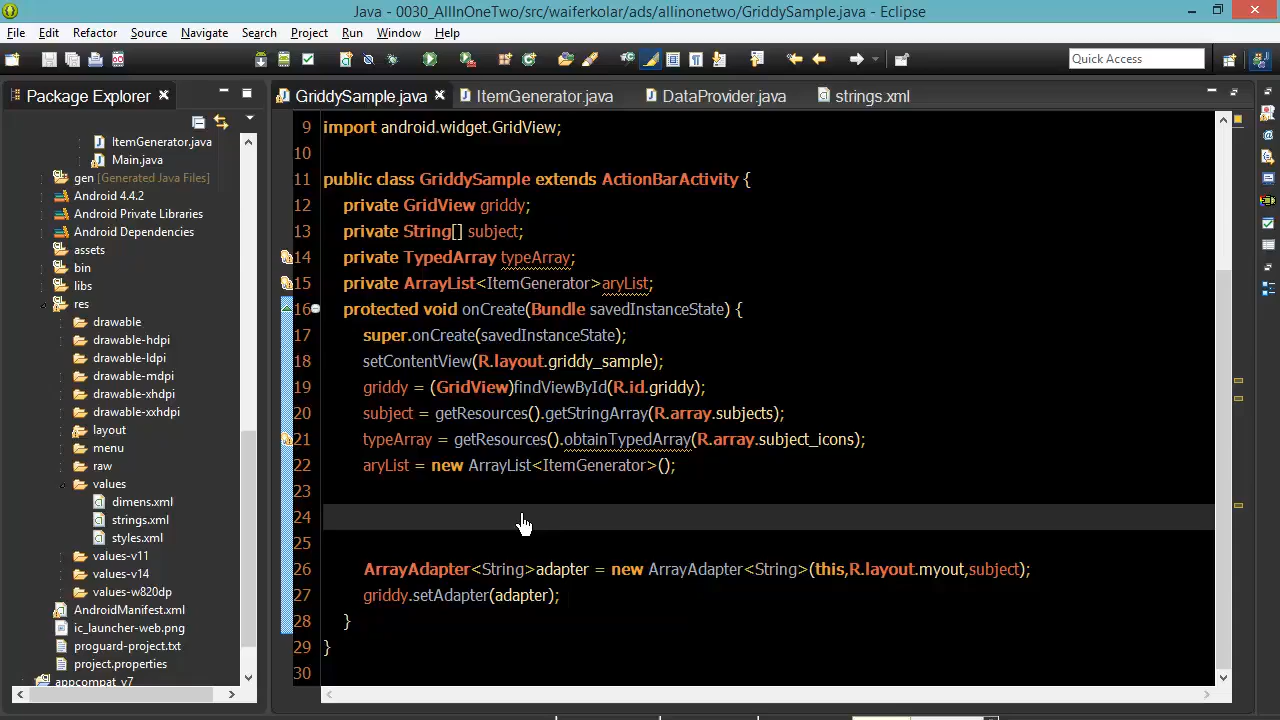 Java - 0030_AllInOneTwo/src/waiferkolar/ads/allinonetwo/GriddySample.java - Eclipse
File Edit Refactor Source Navigate Search Project Run Window Help
Quick Access
Package Explorer
GriddySample.java ItemGenerator.java DataProvider.java strings.xml
ItemGenerator.java
Main.java
gen [Generated Java Files]
Android 4.4.2
Android Private Libraries
Android Dependencies
assets
bin
libs
res
drawable
drawable-hdpi
drawable-ldpi
drawable-mdpi
drawable-xhdpi
drawable-xxhdpi
layout
menu
raw
values
dimens.xml
strings.xml
styles.xml
values-v11
values-v14
values-w820dp
AndroidManifest.xml
ic_launcher-web.png
proguard-project.txt
project.properties
appcompat_v7
9 import android.widget.GridView;
10
11 public class GriddySample extends ActionBarActivity {
12 private GridView griddy;
13 private String[] subject;
14 private TypedArray typeArray;
15 private ArrayList<ItemGenerator>aryList;
16 protected void onCreate(Bundle savedInstanceState) {
17 super.onCreate(savedInstanceState);
18 setContentView(R.layout.griddy_sample);
19 griddy = (GridView)findViewById(R.id.griddy);
20 subject = getResources().getStringArray(R.array.subjects);
21 typeArray = getResources().obtainTypedArray(R.array.subject_icons);
22 aryList = new ArrayList<ItemGenerator>();
23
24
25
26 ArrayAdapter<String>adapter = new ArrayAdapter<String>(this,R.layout.myout,subject);
27 griddy.setAdapter(adapter);
28 }
29 }
30